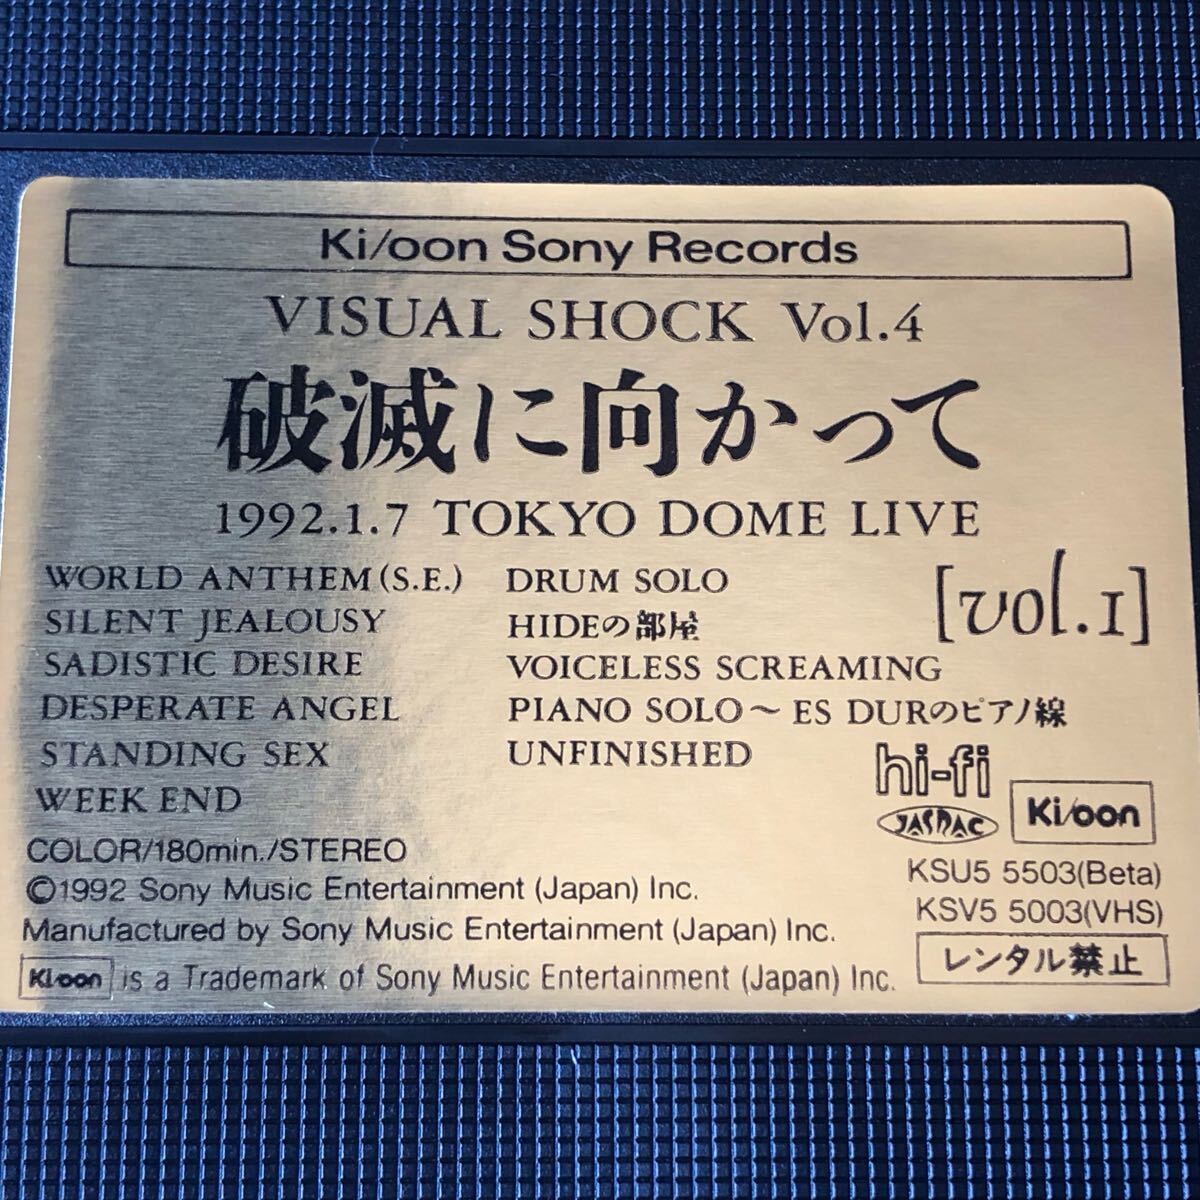 Ki/oon Sony Records
VISUAL SHOCK Vol.4
破滅に向かって
1992.1.7 TOKYO DOME LIVE
[vol.1]
WORLD ANTHEM(S.E.)
SILENT JEALOUSY
SADISTIC DESIRE
DESPERATE ANGEL
STANDING SEX
WEEK END
DRUM SOLO
HIDEの部屋
VOICELESS SCREAMING
PIANO SOLO～ES DURのピアノ線
UNFINISHED
hi-fi
JASRAC
Ki/oon
COLOR/180min./STEREO
©1992 Sony Music Entertainment (Japan) Inc.
Manufactured by Sony Music Entertainment (Japan) Inc.
Ki/oon is a Trademark of Sony Music Entertainment (Japan) Inc.
KSU5 5503(Beta)
KSV5 5003(VHS)
レンタル禁止